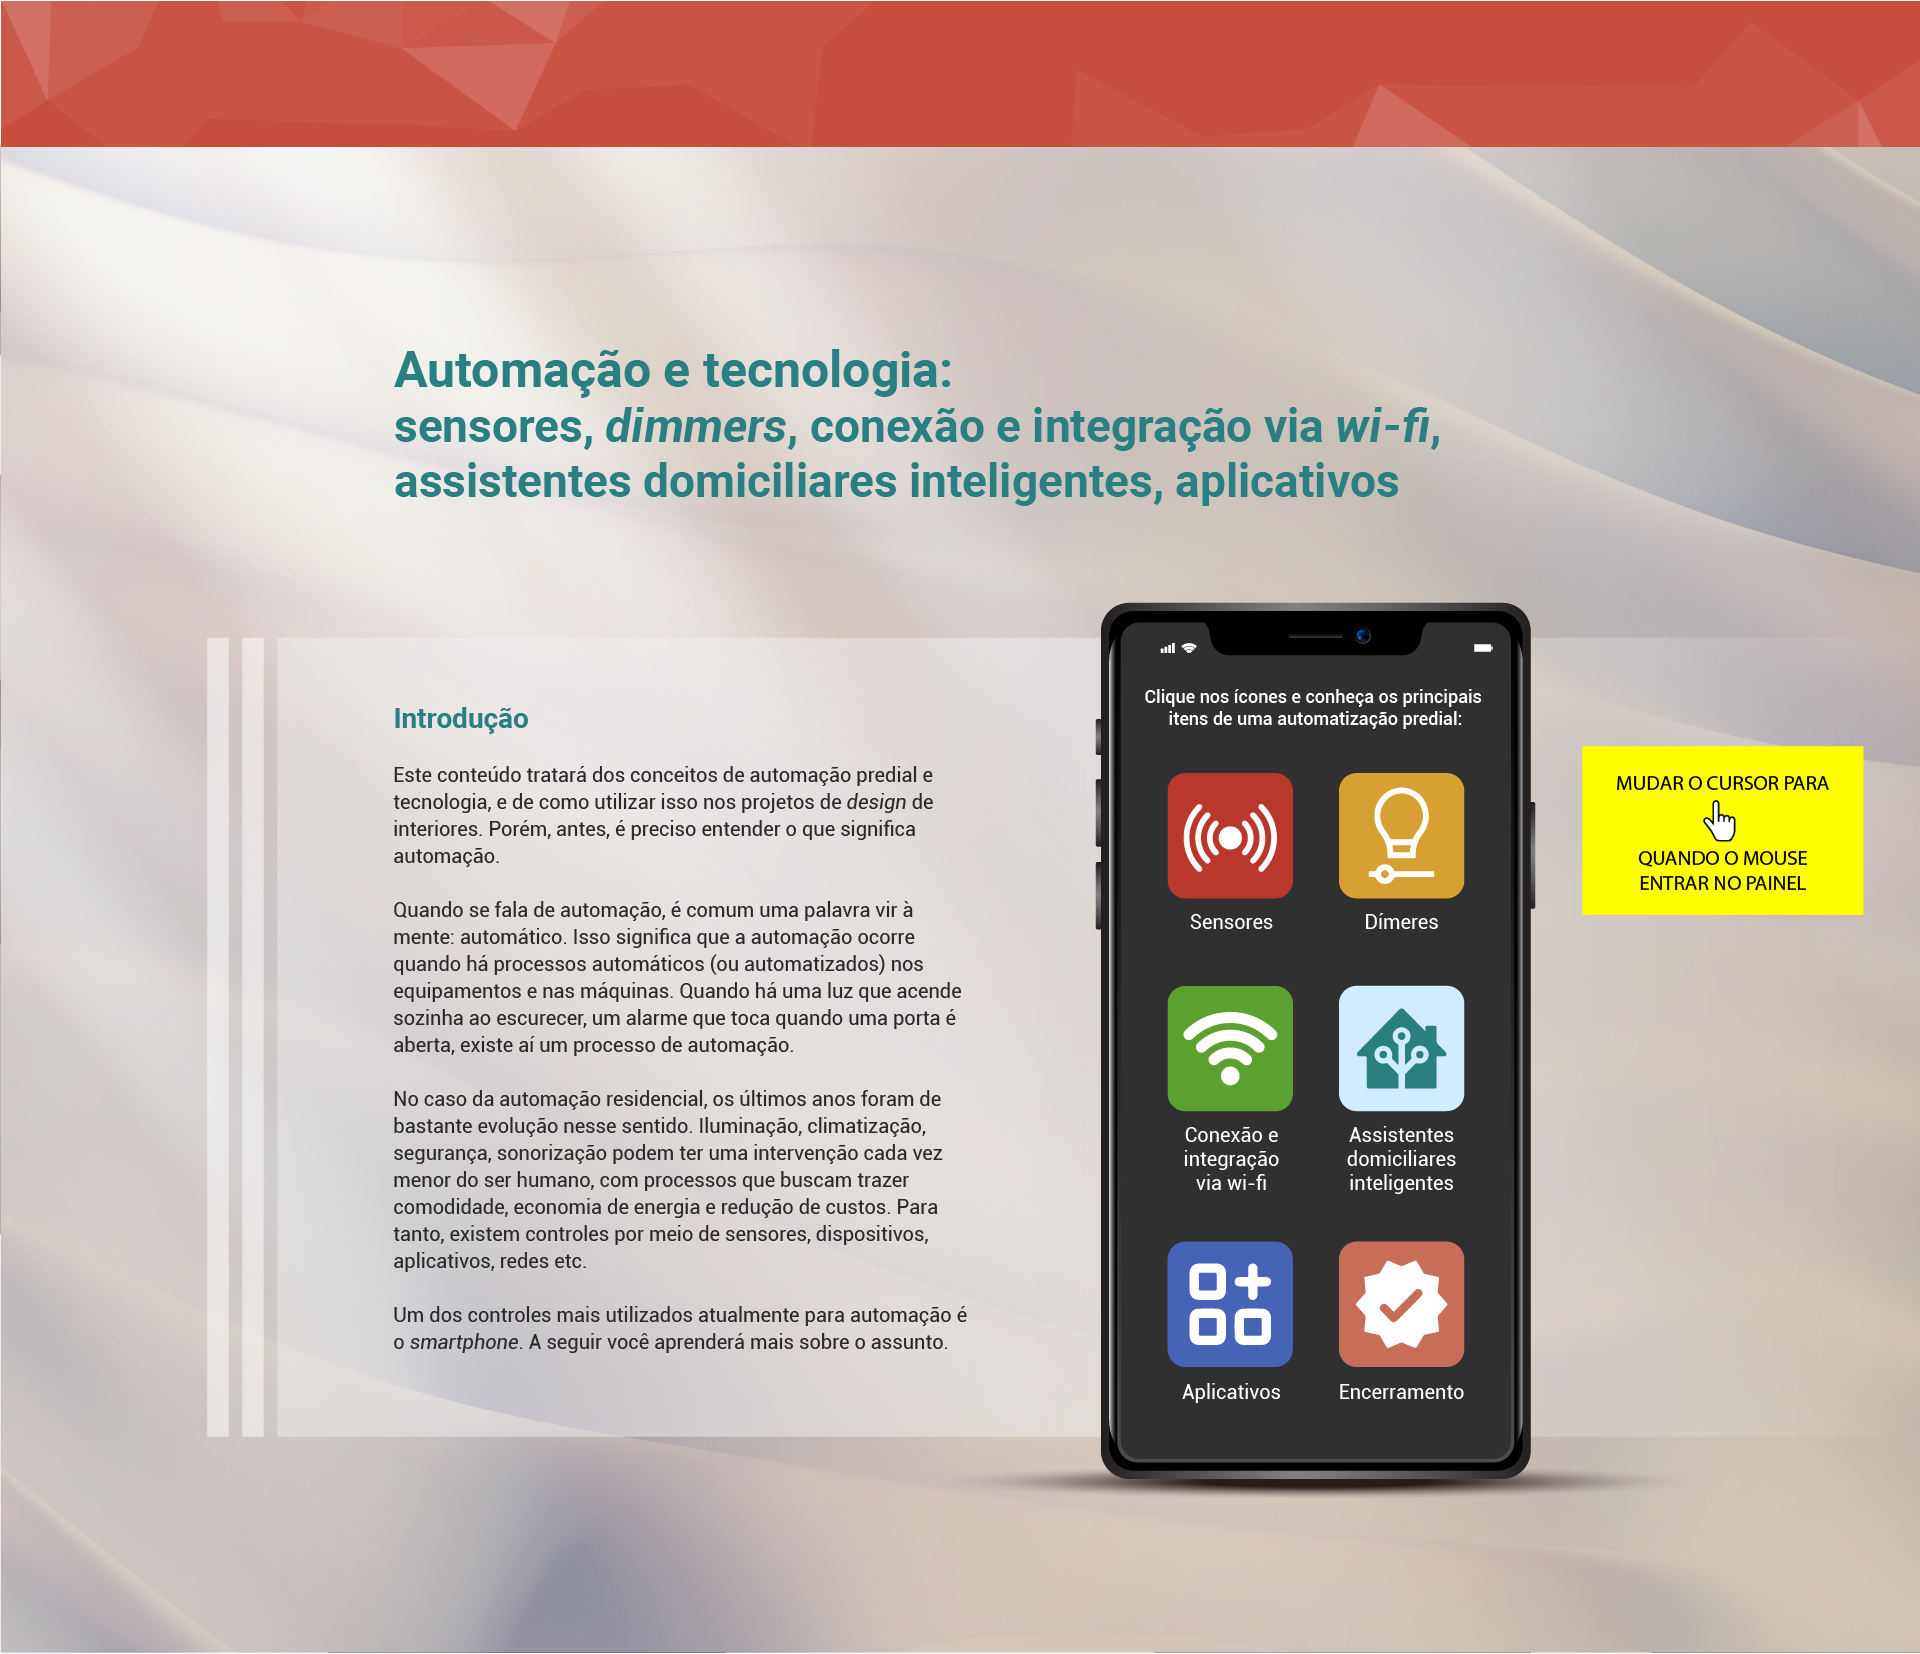 Automação e tecnologia:
sensores, dimmers, conexão e integração via wi-fi,
assistentes domiciliares inteligentes, aplicativos
Introdução
Este conteúdo tratará dos conceitos de automação predial e
tecnologia, e de como utilizar isso nos projetos de design de
interiores. Porém, antes, é preciso entender o que significa
automação.
Quando se fala de automação, é comum uma palavra vir à
mente: automático. Isso significa que a automação ocorre
quando há processos automáticos (ou automatizados) nos
equipamentos e nas máquinas. Quando há uma luz que acende
sozinha ao escurecer, um alarme que toca quando uma porta é
aberta, existe aí um processo de automação.
No caso da automação residencial, os últimos anos foram de
bastante evolução nesse sentido. Iluminação, climatização,
segurança, sonorização podem ter uma intervenção cada vez
menor do ser humano, com processos que buscam trazer
comodidade, economia de energia e redução de custos. Para
tanto, existem controles por meio de sensores, dispositivos,
aplicativos, redes etc.
Um dos controles mais utilizados atualmente para automação é
o smartphone. A seguir você aprenderá mais sobre o assunto.
Clique nos ícones e conheça os principais
itens de uma automatização predial:
Sensores
Dímeres
Conexão e
integração
via wi-fi
Assistentes
domiciliares
inteligentes
Aplicativos
Encerramento
MUDAR O CURSOR PARA
QUANDO O MOUSE
ENTRAR NO PAINEL